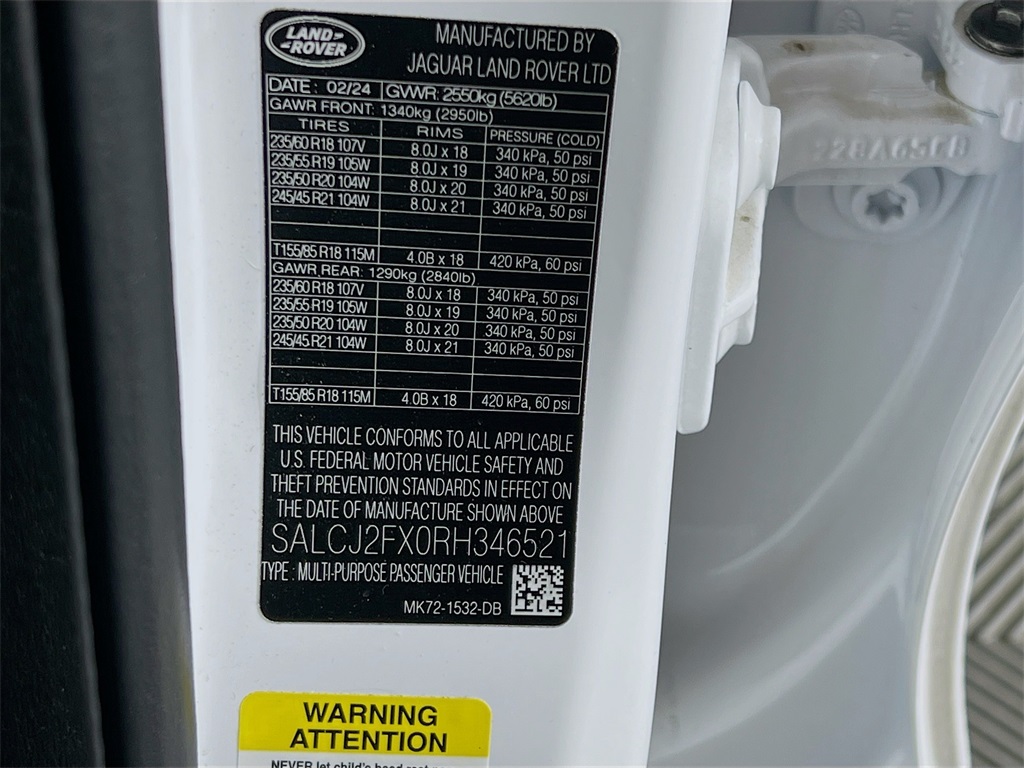 LAND-
-ROVER
MANUFACTURED BY
JAGUAR LAND ROVER LTD
DATE: 02/24 GVWR: 2550kg (5620lb)
GAWR FRONT: 1340kg (2950lb)
TIRES RIMS PRESSURE (COLD)
235/60 R18 107V 8.0J x 18 340 kPa, 50 psi
235/55 R19 105W 8.0J x 19 340 kPa, 50 psi
235/50 R20 104W 8.0J x 20 340 kPa, 50 psi
245/45 R21 104W 8.0J x 21 340 kPa, 50 psi
T155/85 R18 115M 4.0B x 18 420 kPa, 60 psi
GAWR REAR: 1290kg (2840lb)
235/60 R18 107V 8.0J x 18 340 kPa, 50 psi
235/55 R19 105W 8.0J x 19 340 kPa, 50 psi
235/50 R20 104W 8.0J x 20 340 kPa, 50 psi
245/45 R21 104W 8.0J x 21 340 kPa, 50 psi
T155/85 R18 115M 4.0B x 18 420 kPa, 60 psi
THIS VEHICLE CONFORMS TO ALL APPLICABLE
U.S. FEDERAL MOTOR VEHICLE SAFETY AND
THEFT PREVENTION STANDARDS IN EFFECT ON
THE DATE OF MANUFACTURE SHOWN ABOVE
SALCJ2FX0RH346521
TYPE: MULTI-PURPOSE PASSENGER VEHICLE
MK72-1532-DB
WARNING
ATTENTION
NEVER let child's head rest